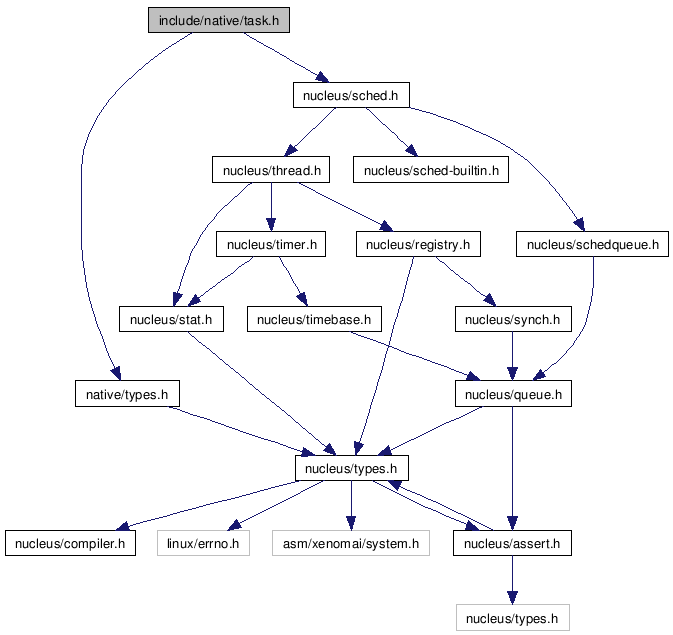 include/native/task.h
nucleus/sched.h
nucleus/thread.h
nucleus/sched-builtin.h
nucleus/timer.h
nucleus/registry.h
nucleus/schedqueue.h
nucleus/stat.h
nucleus/timebase.h
nucleus/synch.h
native/types.h
nucleus/queue.h
nucleus/types.h
nucleus/compiler.h
linux/errno.h
asm/xenomai/system.h
nucleus/assert.h
nucleus/types.h